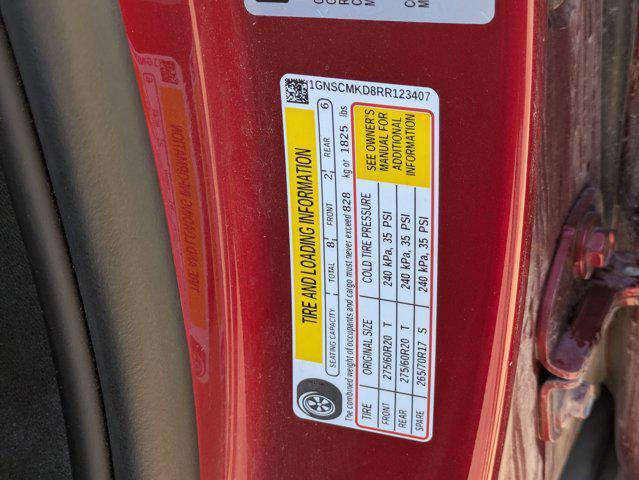 1GNSCMKD8RR123407
TIRE AND LOADING INFORMATION
SEATING CAPACITY TOTAL 8 FRONT 2 REAR 6
The combined weight of occupants and cargo must never exceed 828 kg or 1825 lbs
TIRE ORIGINAL SIZE COLD TIRE PRESSURE
FRONT 275/60R20 T 240 kPa, 35 PSI
REAR 275/60R20 T 240 kPa, 35 PSI
SPARE 265/70R17 S 240 kPa, 35 PSI
SEE OWNER'S
MANUAL FOR
ADDITIONAL
INFORMATION